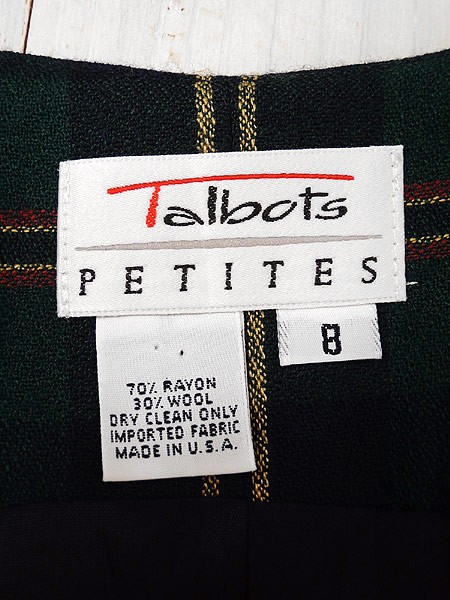 Talbots
PETITES
8
70% RAYON
30% WOOL
DRY CLEAN ONLY
IMPORTED FABRIC
MADE IN U.S.A.